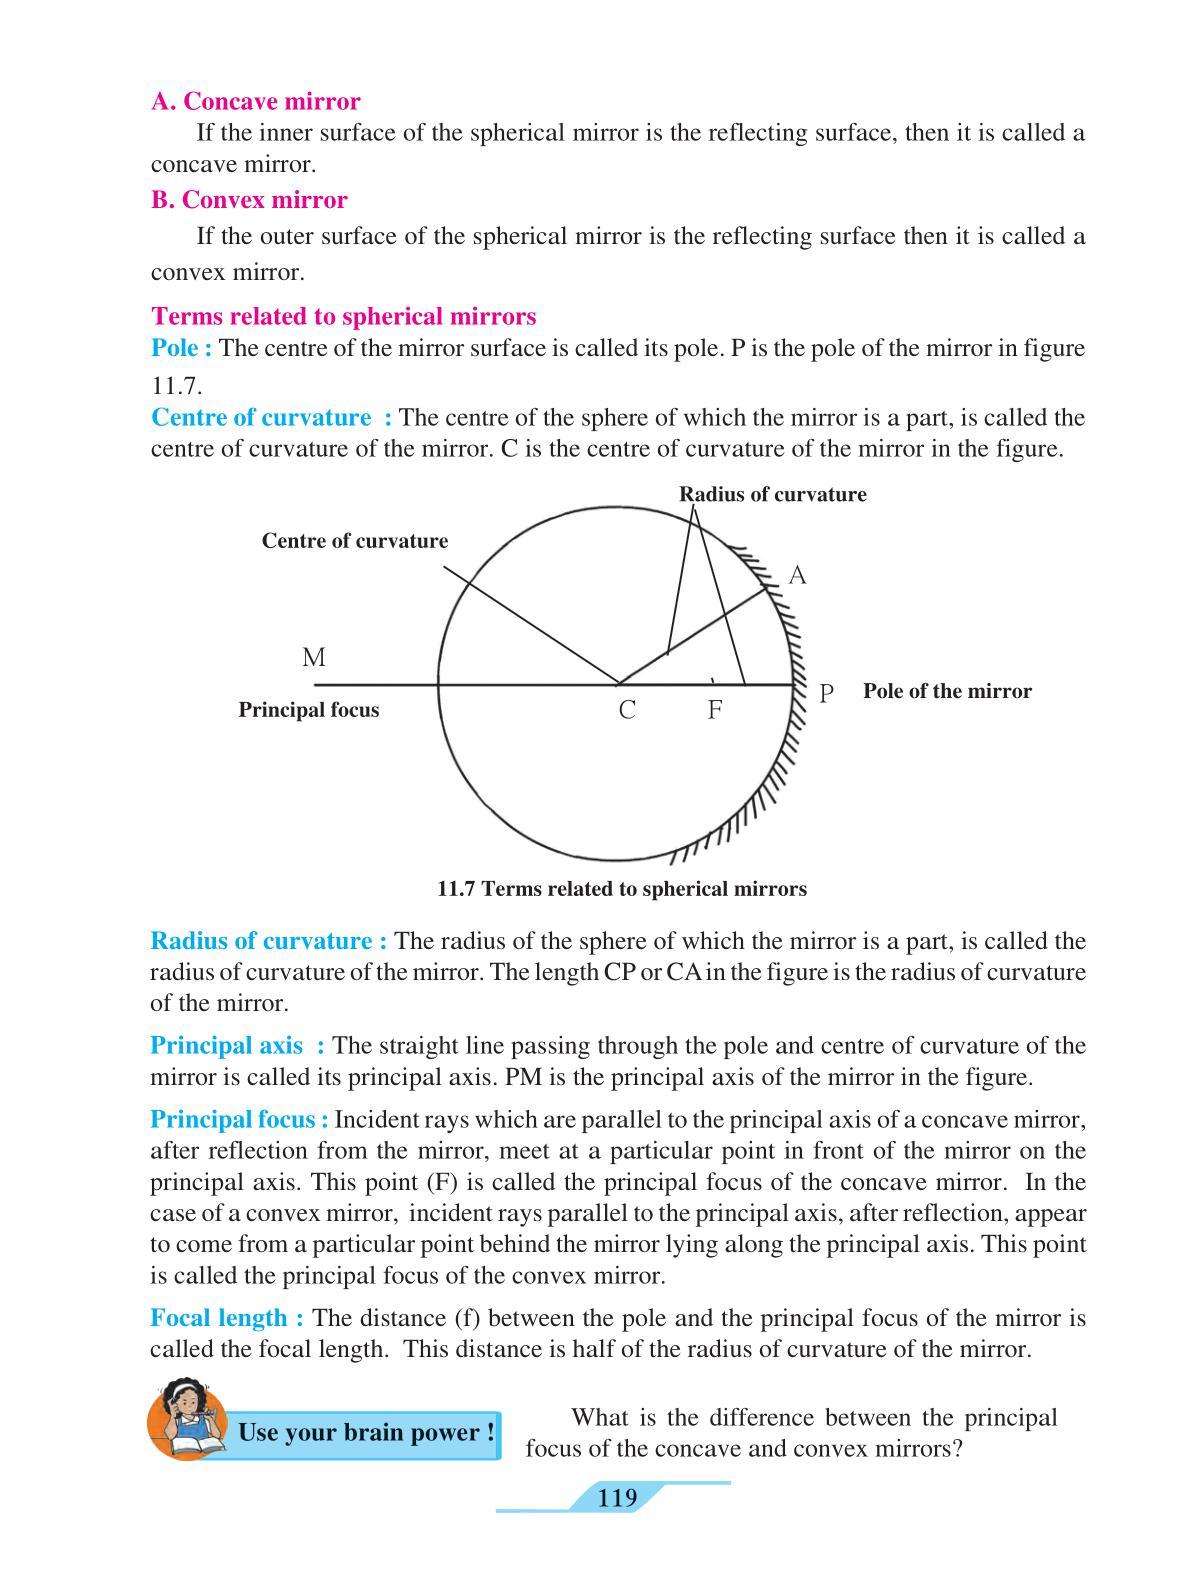 A. Concave mirror
If the inner surface of the spherical mirror is the reflecting surface, then it is called a
concave mirror.
B. Convex mirror
If the outer surface of the spherical mirror is the reflecting surface then it is called a
convex mirror.
Terms related to spherical mirrors
Pole : The centre of the mirror surface is called its pole. P is the pole of the mirror in figure
11.7.
Centre of curvature : The centre of the sphere of which the mirror is a part, is called the
centre of curvature of the mirror. C is the centre of curvature of the mirror in the figure.
Radius of curvature
Centre of curvature
A
M
P
Pole of the mirror
Principal focus
C
F
11.7 Terms related to spherical mirrors
Radius of curvature : The radius of the sphere of which the mirror is a part, is called the
radius of curvature of the mirror. The length CP or CA in the figure is the radius of curvature
of the mirror.
Principal axis : The straight line passing through the pole and centre of curvature of the
mirror is called its principal axis. PM is the principal axis of the mirror in the figure.
Principal focus : Incident rays which are parallel to the principal axis of a concave mirror,
after reflection from the mirror, meet at a particular point in front of the mirror on the
principal axis. This point (F) is called the principal focus of the concave mirror. In the
case of a convex mirror, incident rays parallel to the principal axis, after reflection, appear
to come from a particular point behind the mirror lying along the principal axis. This point
is called the principal focus of the convex mirror.
Focal length : The distance (f) between the pole and the principal focus of the mirror is
called the focal length. This distance is half of the radius of curvature of the mirror.
Use your brain power !
What is the difference between the principal
focus of the concave and convex mirrors?
119